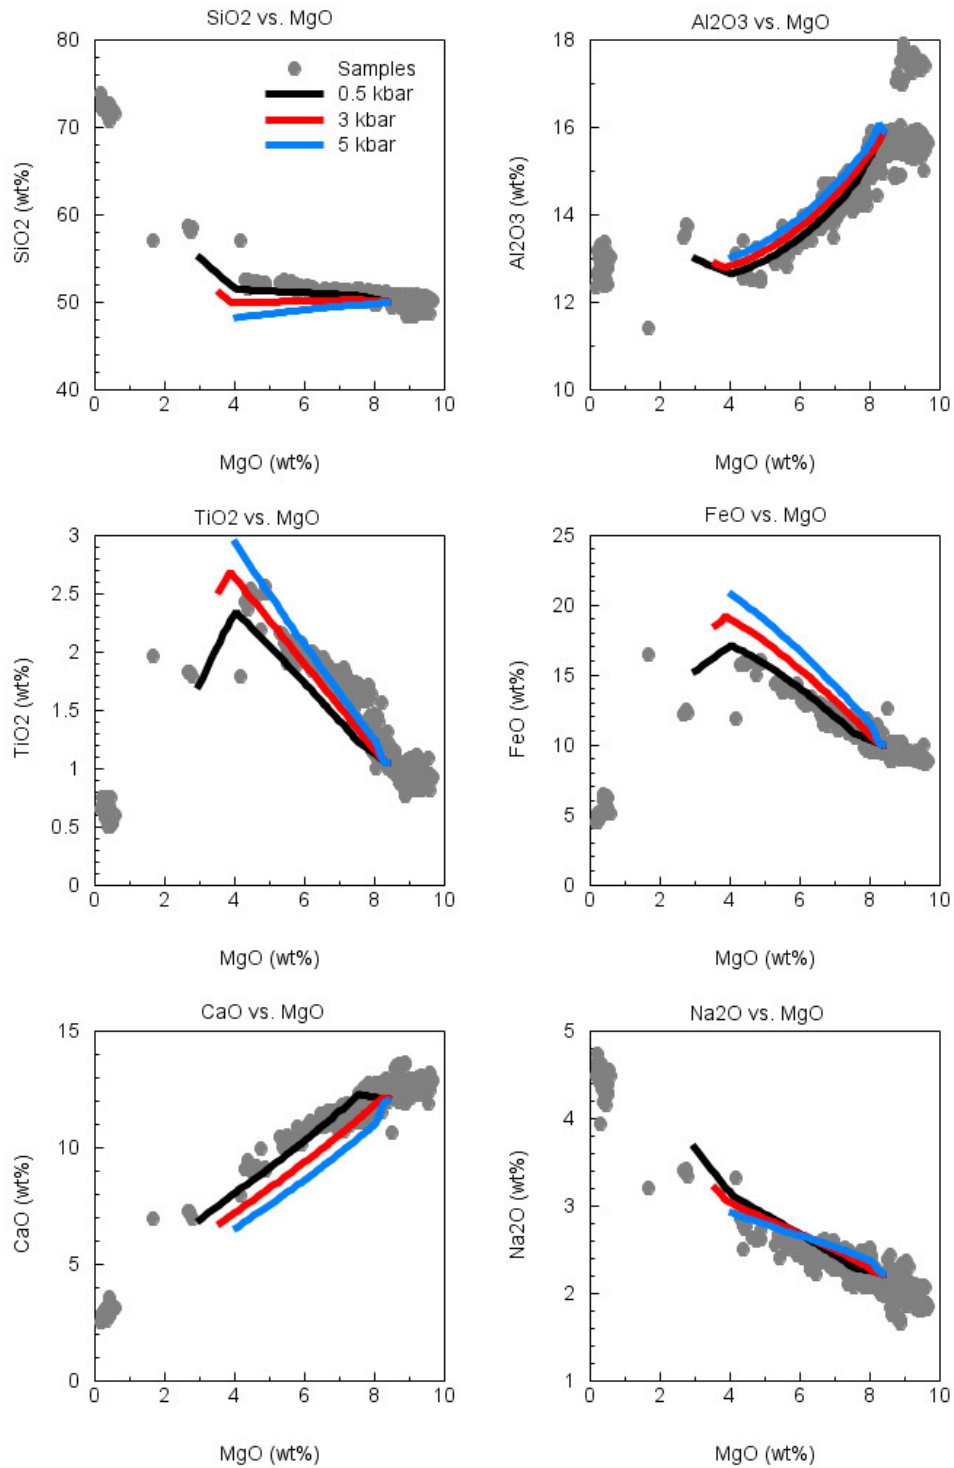 SiO2 vs. MgO
SiO2 (wt%)
80
70
60
50
40
Samples
0.5 kbar
3 kbar
5 kbar
0 2 4 6 8 10
MgO (wt%)
Al2O3 vs. MgO
Al2O3 (wt%)
18
16
14
12
10
0 2 4 6 8 10
MgO (wt%)
TiO2 vs. MgO
TiO2 (wt%)
3
2.5
2
1.5
1
0.5
0
0 2 4 6 8 10
MgO (wt%)
FeO vs. MgO
FeO (wt%)
25
20
15
10
5
0
0 2 4 6 8 10
MgO (wt%)
CaO vs. MgO
CaO (wt%)
15
10
5
0
0 2 4 6 8 10
MgO (wt%)
Na2O vs. MgO
Na2O (wt%)
5
4
3
2
1
0 2 4 6 8 10
MgO (wt%)